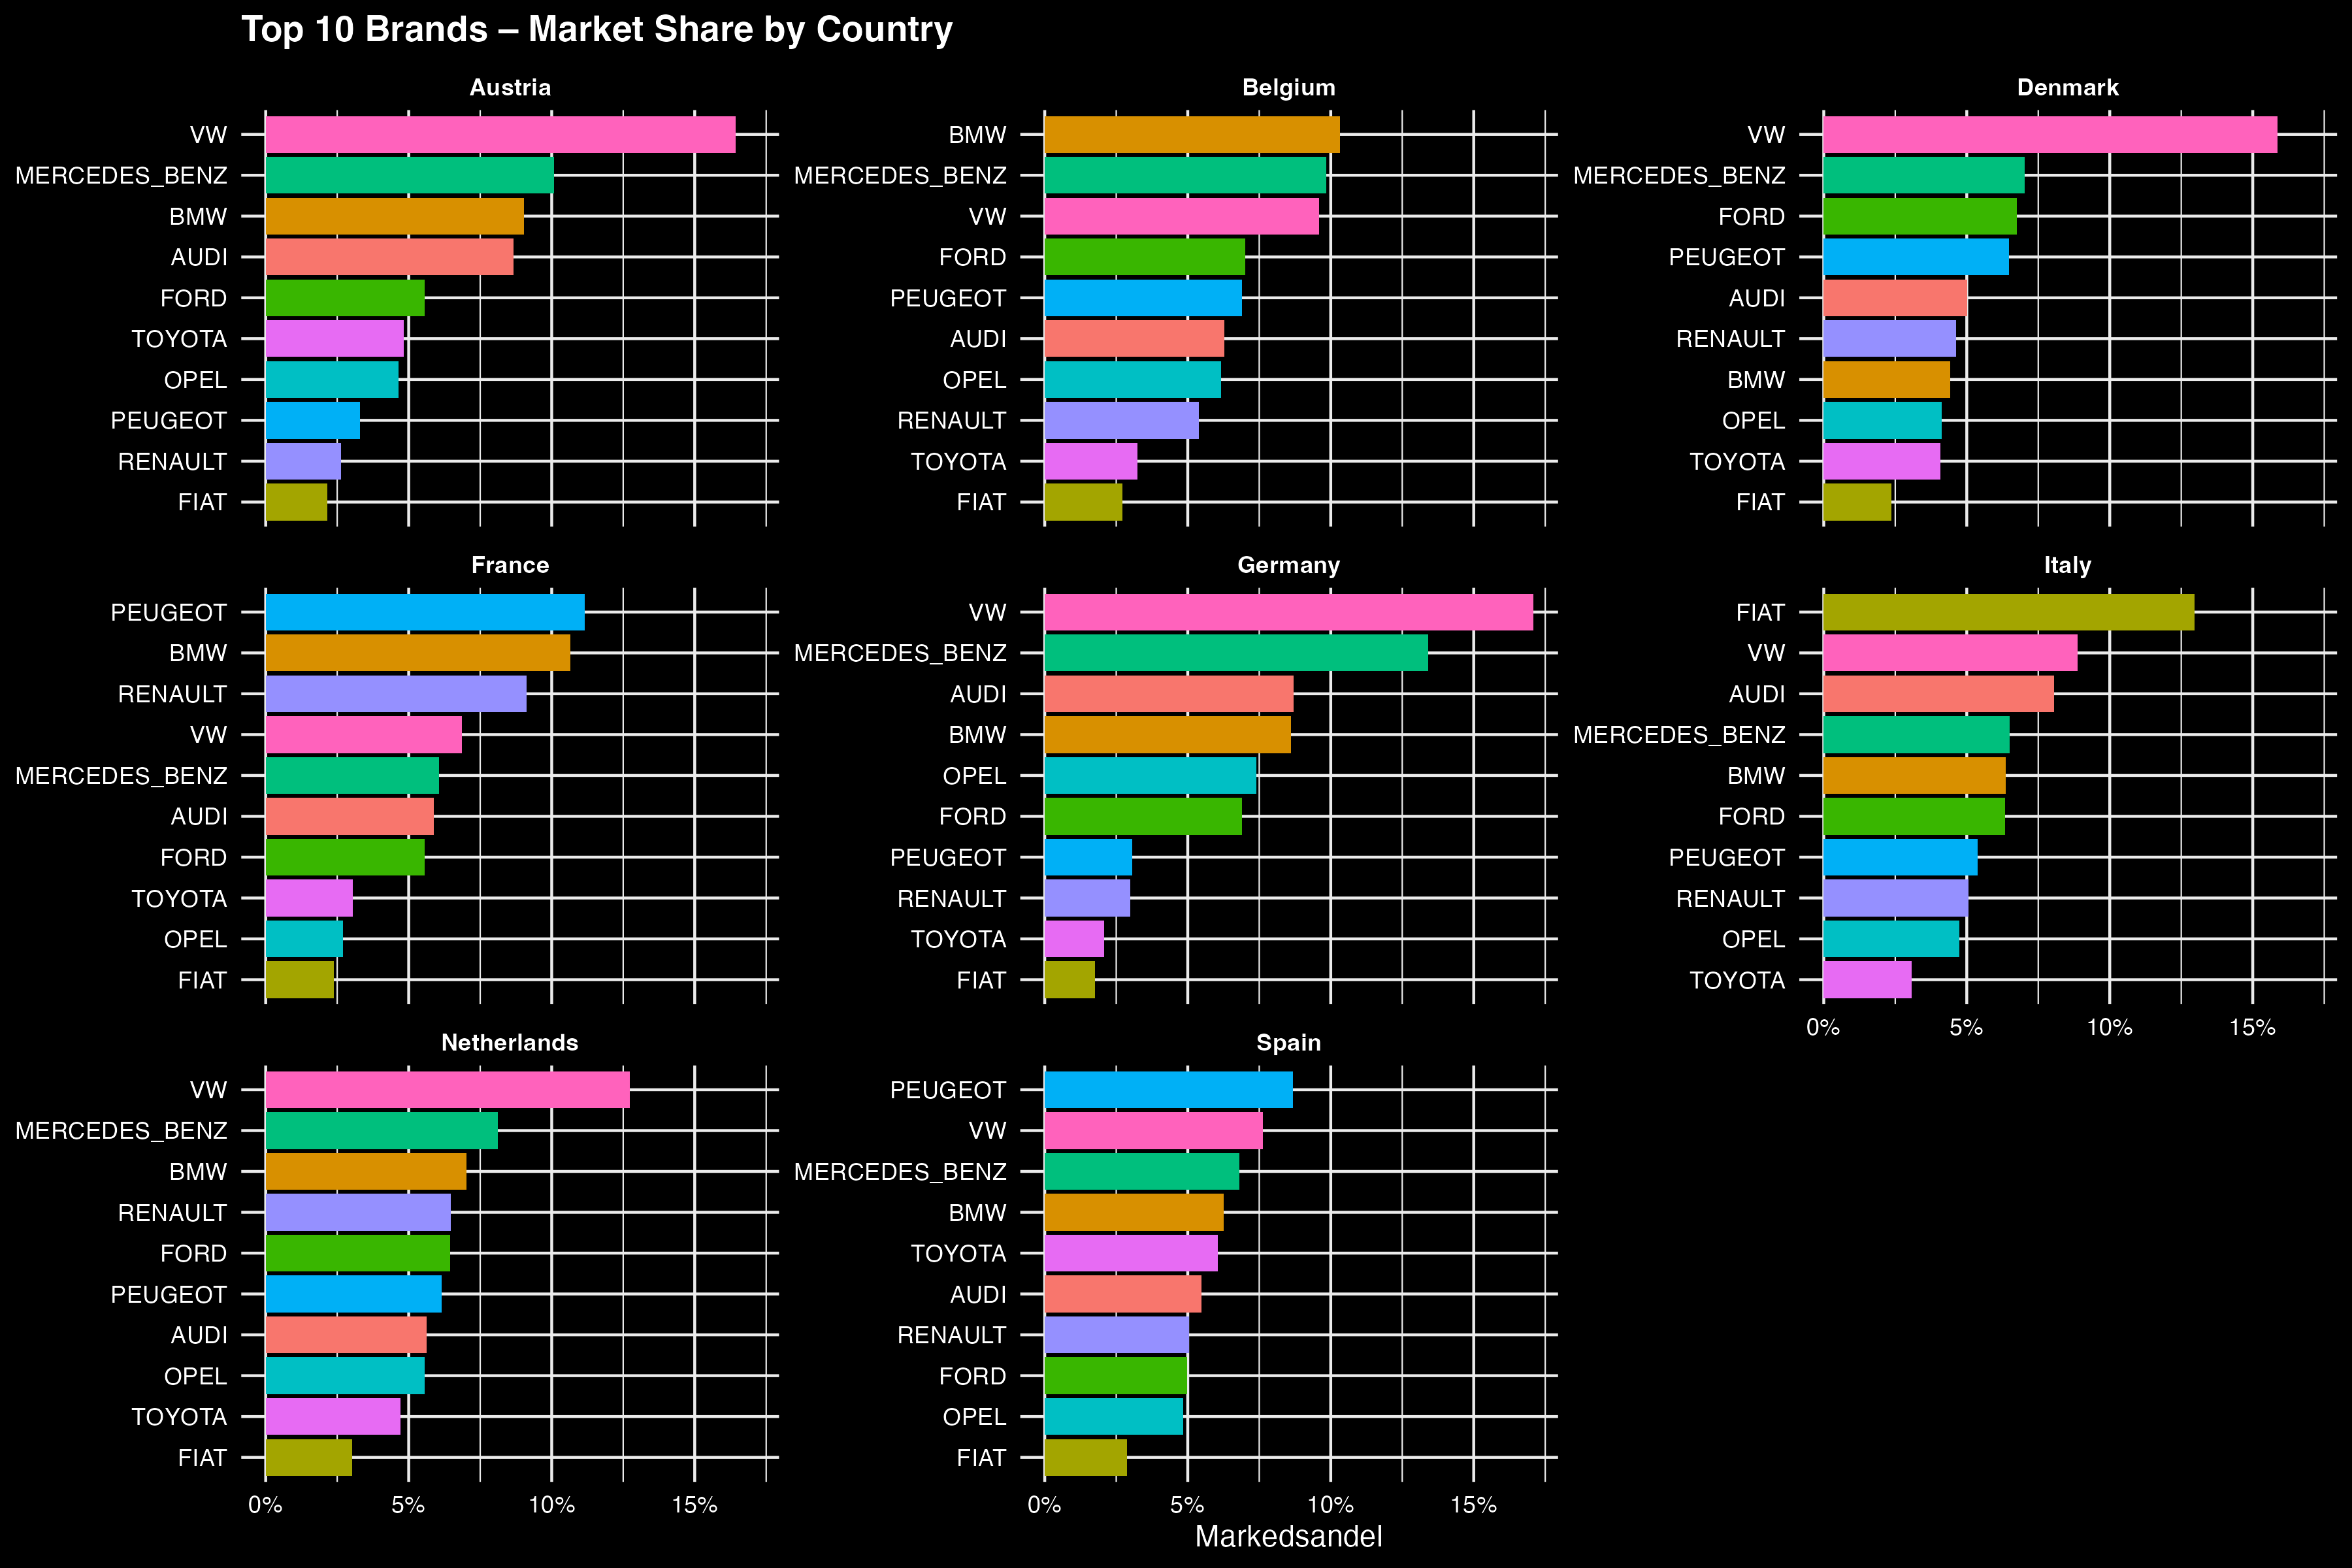 Top 10 Brands – Market Share by Country
Austria
VW
MERCEDES_BENZ
BMW
AUDI
FORD
TOYOTA
OPEL
PEUGEOT
RENAULT
FIAT
Belgium
BMW
MERCEDES_BENZ
VW
FORD
PEUGEOT
AUDI
OPEL
RENAULT
TOYOTA
FIAT
Denmark
VW
MERCEDES_BENZ
FORD
PEUGEOT
AUDI
RENAULT
BMW
OPEL
TOYOTA
FIAT
France
PEUGEOT
BMW
RENAULT
VW
MERCEDES_BENZ
AUDI
FORD
TOYOTA
OPEL
FIAT
Germany
VW
MERCEDES_BENZ
AUDI
BMW
OPEL
FORD
PEUGEOT
RENAULT
TOYOTA
FIAT
Italy
FIAT
VW
AUDI
MERCEDES_BENZ
BMW
FORD
PEUGEOT
RENAULT
OPEL
TOYOTA
0% 5% 10% 15%
Netherlands
VW
MERCEDES_BENZ
BMW
RENAULT
FORD
PEUGEOT
AUDI
OPEL
TOYOTA
FIAT
0% 5% 10% 15%
Spain
PEUGEOT
VW
MERCEDES_BENZ
BMW
TOYOTA
AUDI
RENAULT
FORD
OPEL
FIAT
0% 5% 10% 15%
Markedsandel